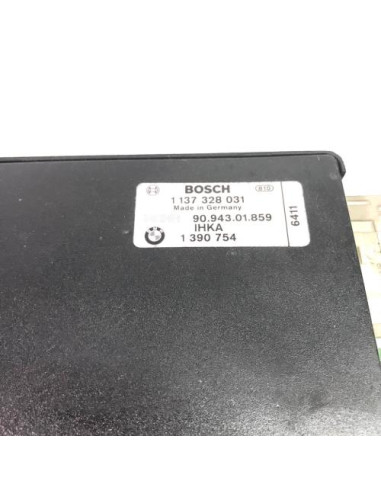 BOSCH
1 137 328 031
Made in Germany
90.943.01.859
IHKA
1 390 754
6411